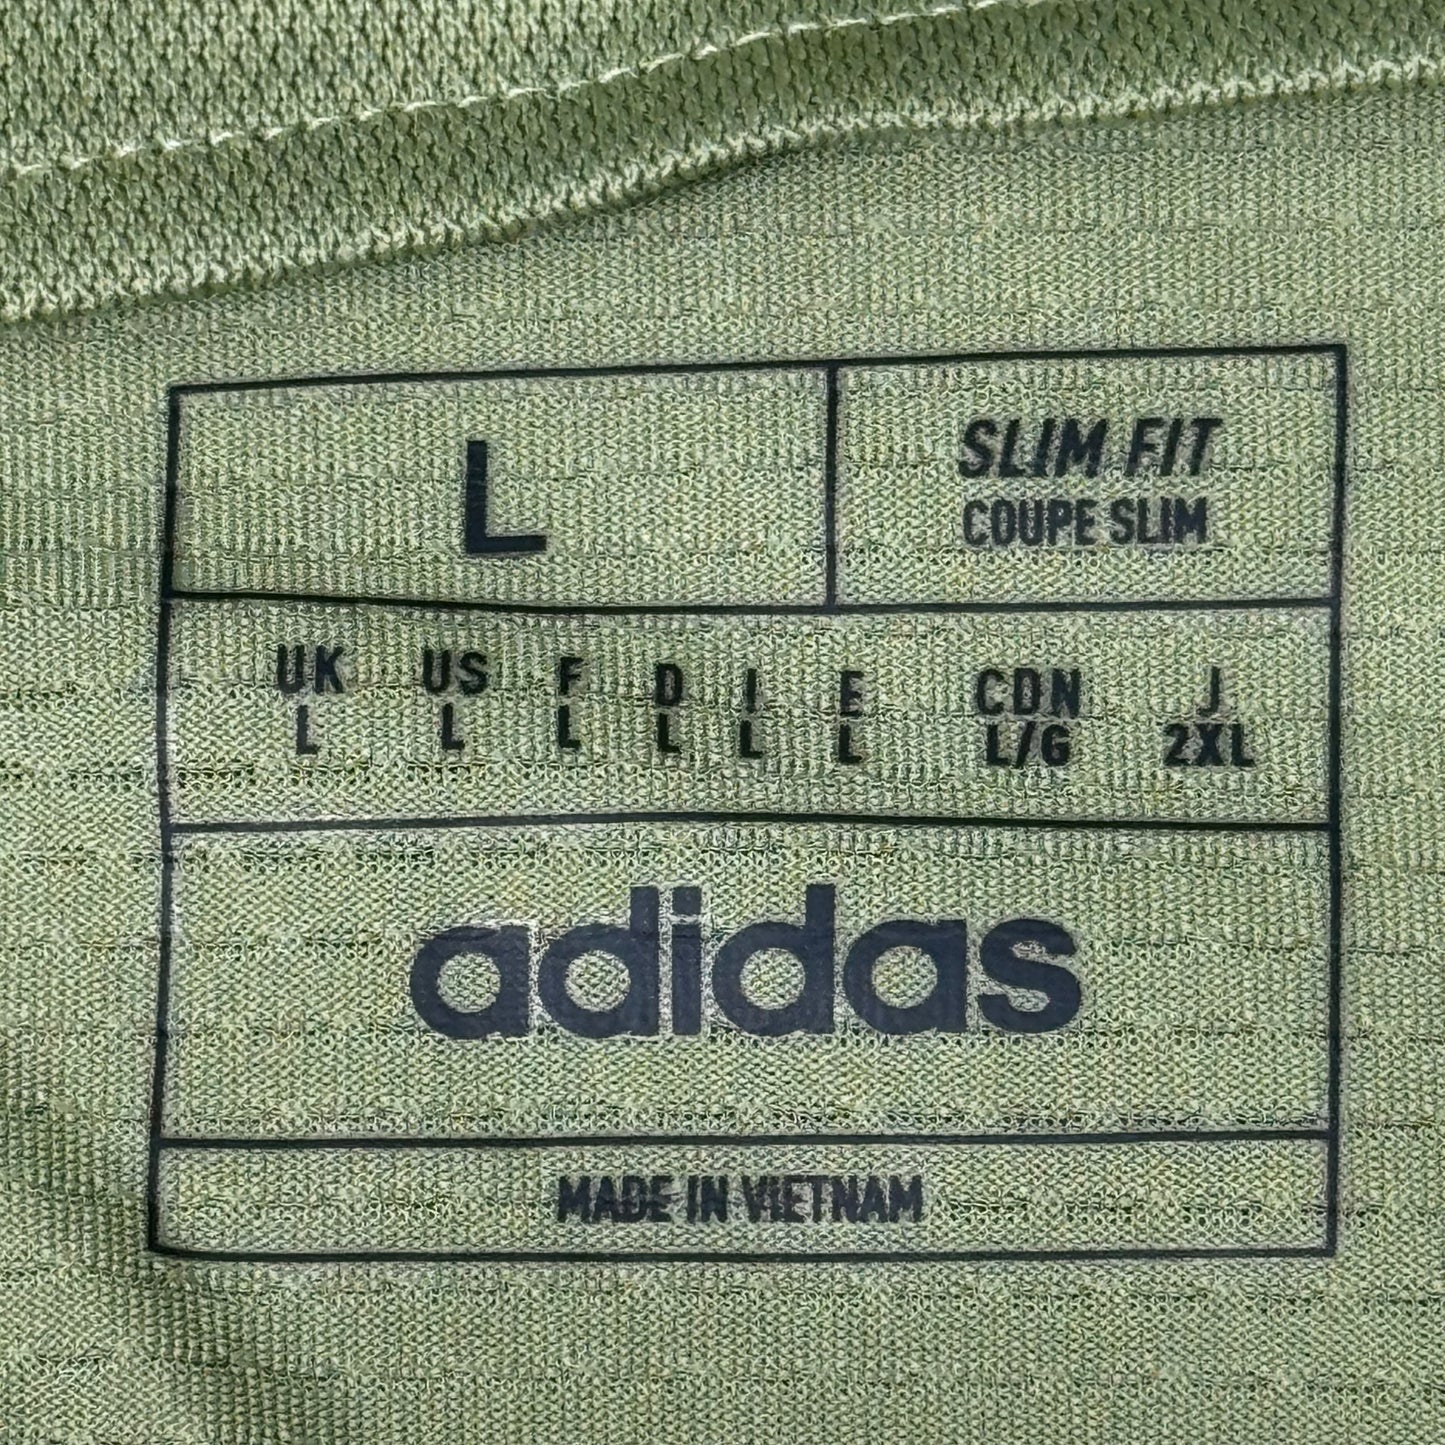 L
SLIM FIT
COUPE SLIM
UK US F D I E CDN J
L L L L L L L/G 2XL
adidas
MADE IN VIETNAM